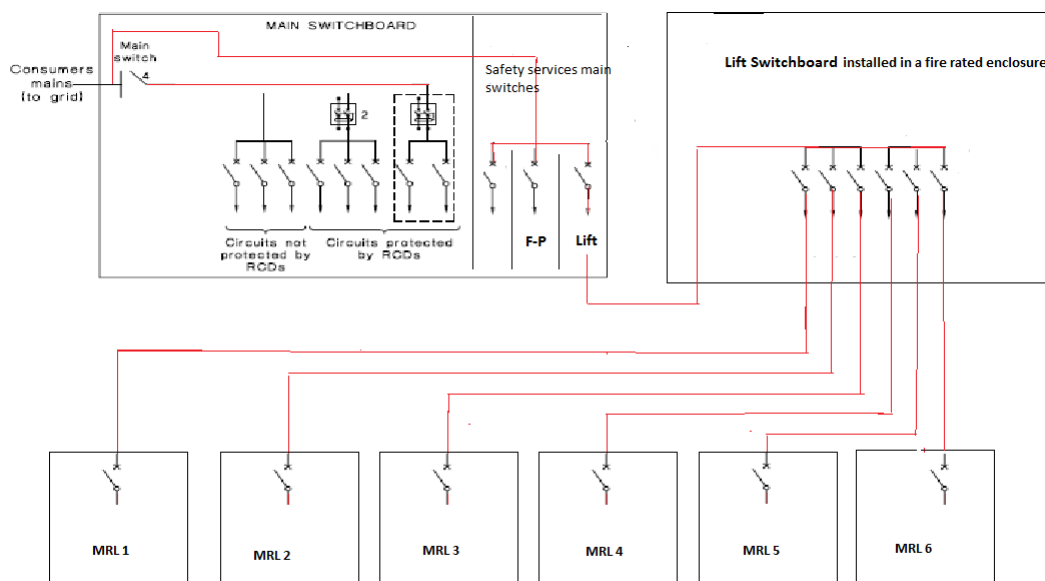 MAIN SWITCHBOARD
Main
switch
4
Consumers
mains
(to grid)
2
Safety services main
switches
Circuits not
protected by
RCDs
Circuits protected
by RCDs
F-P
Lift
Lift Switchboard installed in a fire rated enclosure
MRL 1
MRL 2
MRL 3
MRL 4
MRL 5
MRL 6